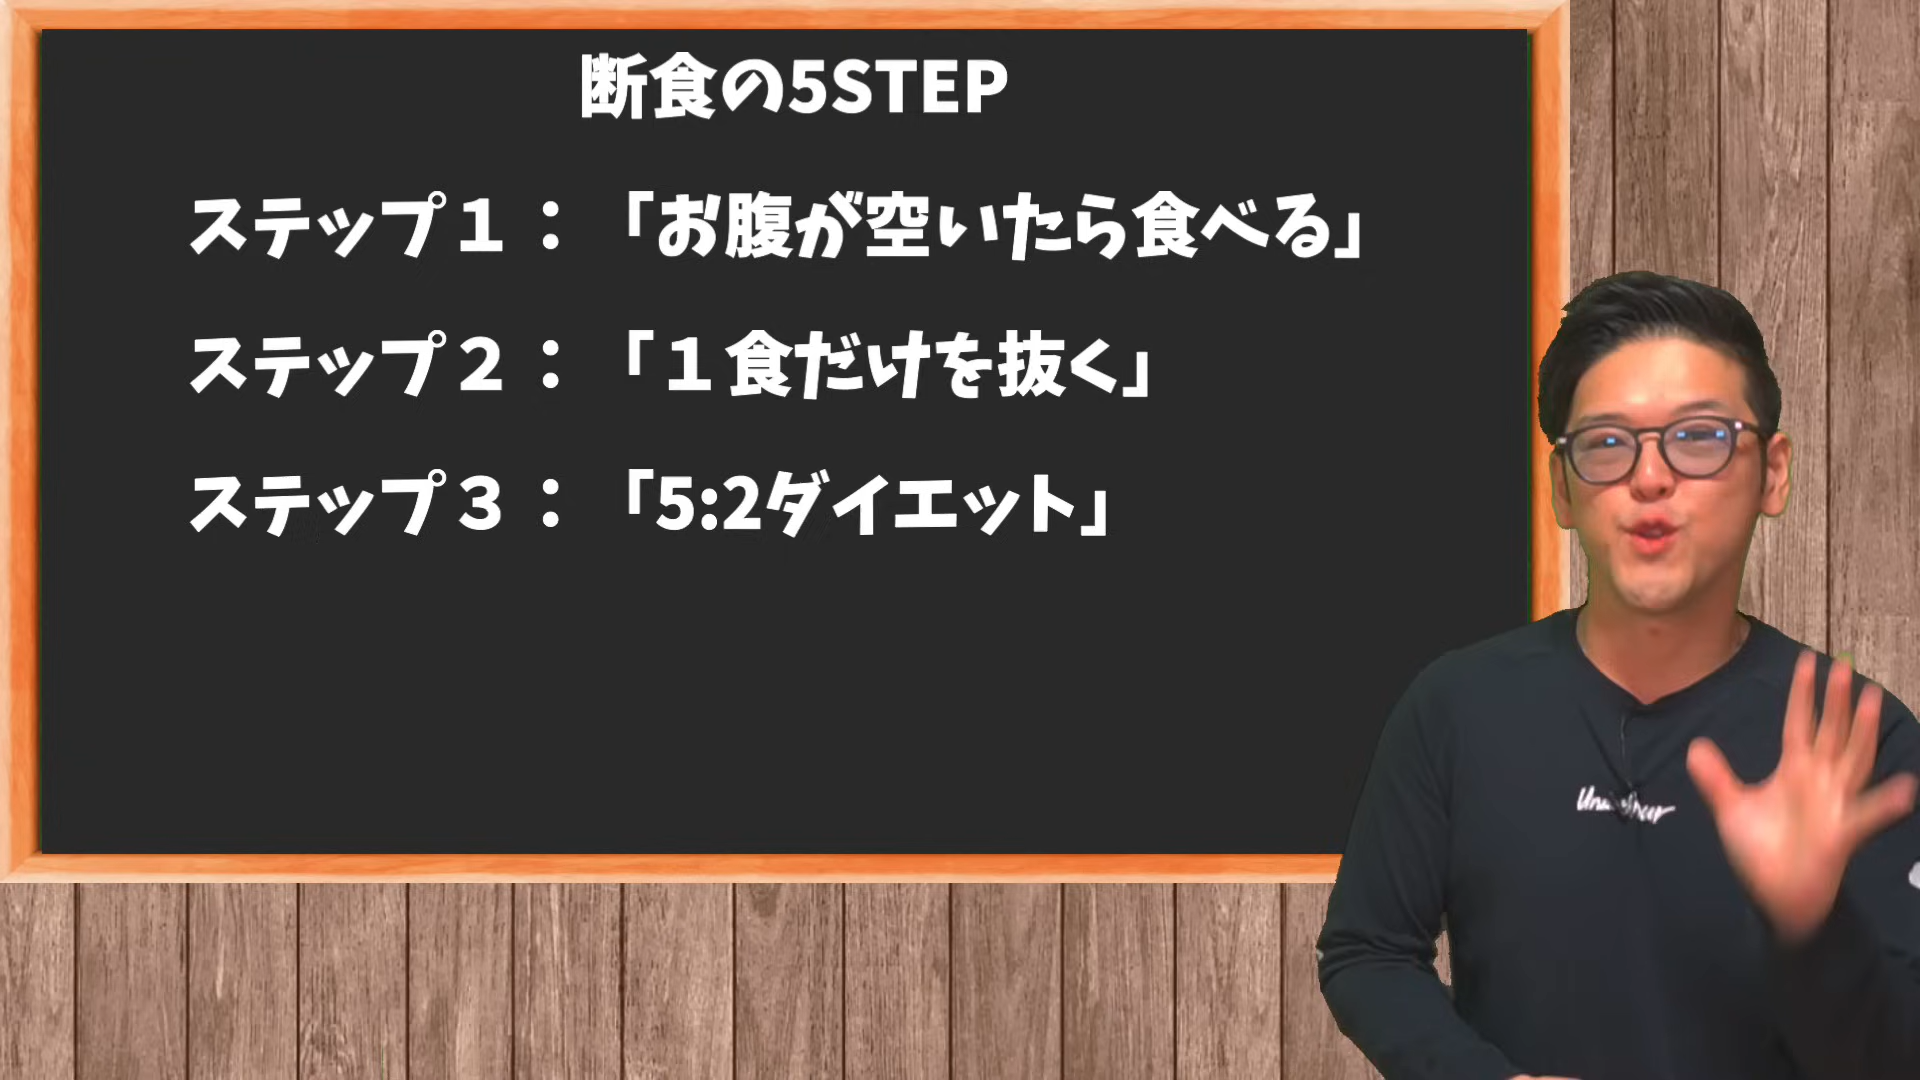 断食の5STEP
ステップ１：「お腹が空いたら食べる」
ステップ２：「１食だけを抜く」
ステップ３：「5:2ダイエット」